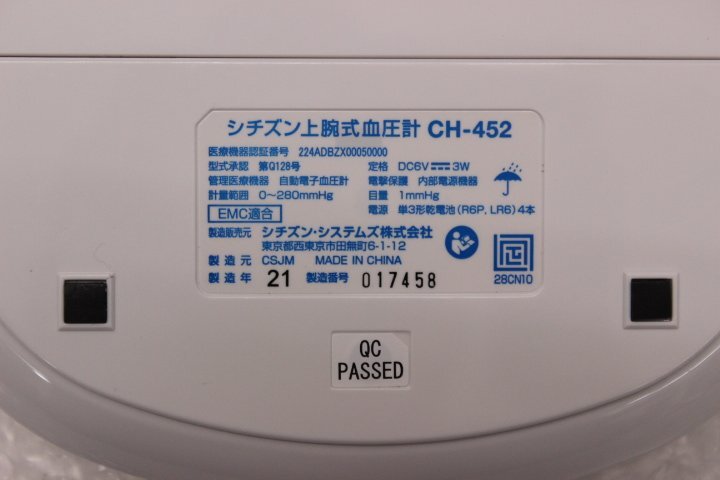 シチズン上腕式血圧計 CH-452
医療機器認証番号 224ADBZX00050000
型式承認 第Q128号 定格 DC6V 3W
管理医療機器 自動電子血圧計 電撃保護 内部電源機器
計量範囲 0～280mmHg 目量 1mmHg
EMC適合 電源 単3形乾電池(R6P, LR6)4本
製造販売元 シチズン・システムズ株式会社
東京都西東京市田無町6-1-12
製造元 CSJM MADE IN CHINA
製造年 21 製造番号 017458
28CN10
QC
PASSED